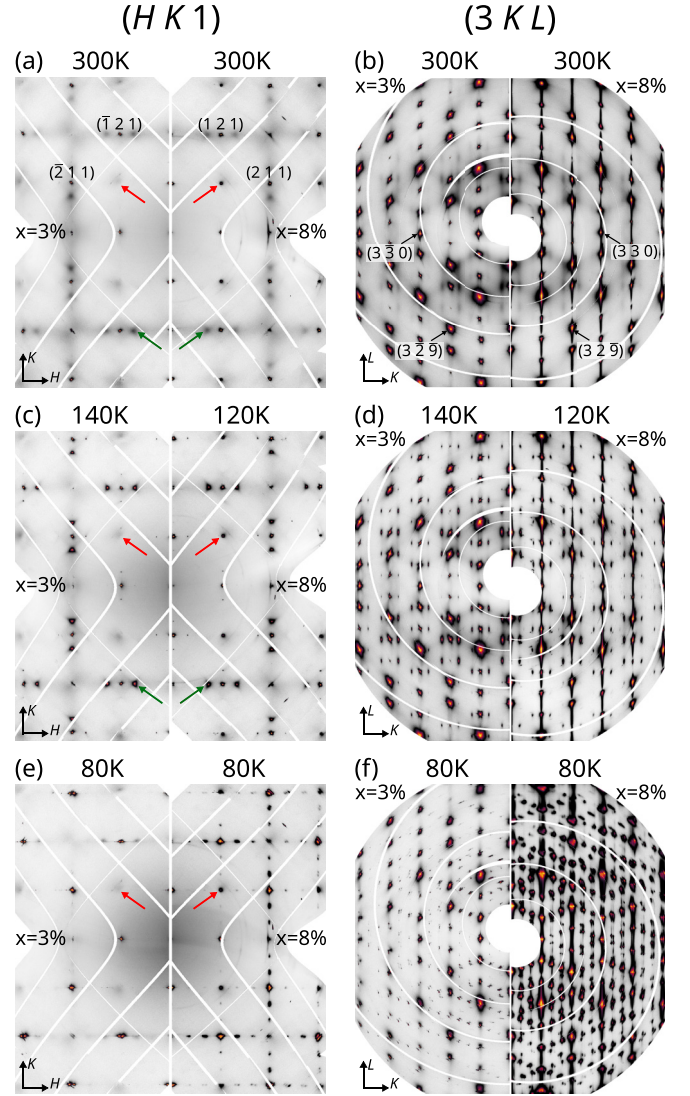 (H K 1) (3 K L)
(a) 300K 300K (b) 300K 300K
x=3% x=8%
(1̅ 2 1) (1 2 1)
(2̅ 1 1) (2 1 1)
x=3% x=8%
(3 3̅ 0) (3 3 0)
(3 2̅ 9̅) (3 2 9̅)
K H L K
(c) 140K 120K (d) 140K 120K
x=3% x=8%
x=3% x=8%
K H L K
(e) 80K 80K (f) 80K 80K
x=3% x=8%
x=3% x=8%
K H L K